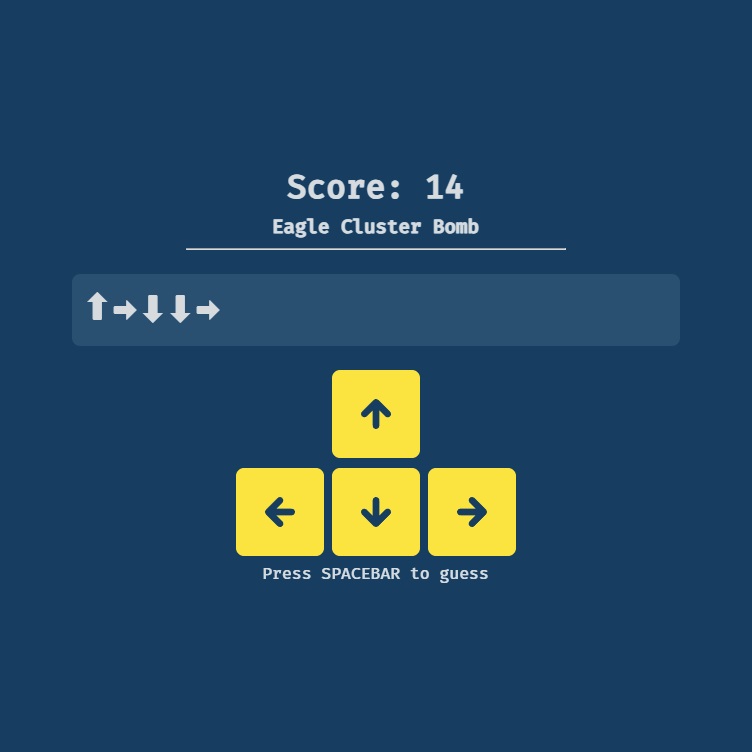 Score: 14
Eagle Cluster Bomb
⬆➡⬇⬇➡
↑
← ↓ →
Press SPACEBAR to guess